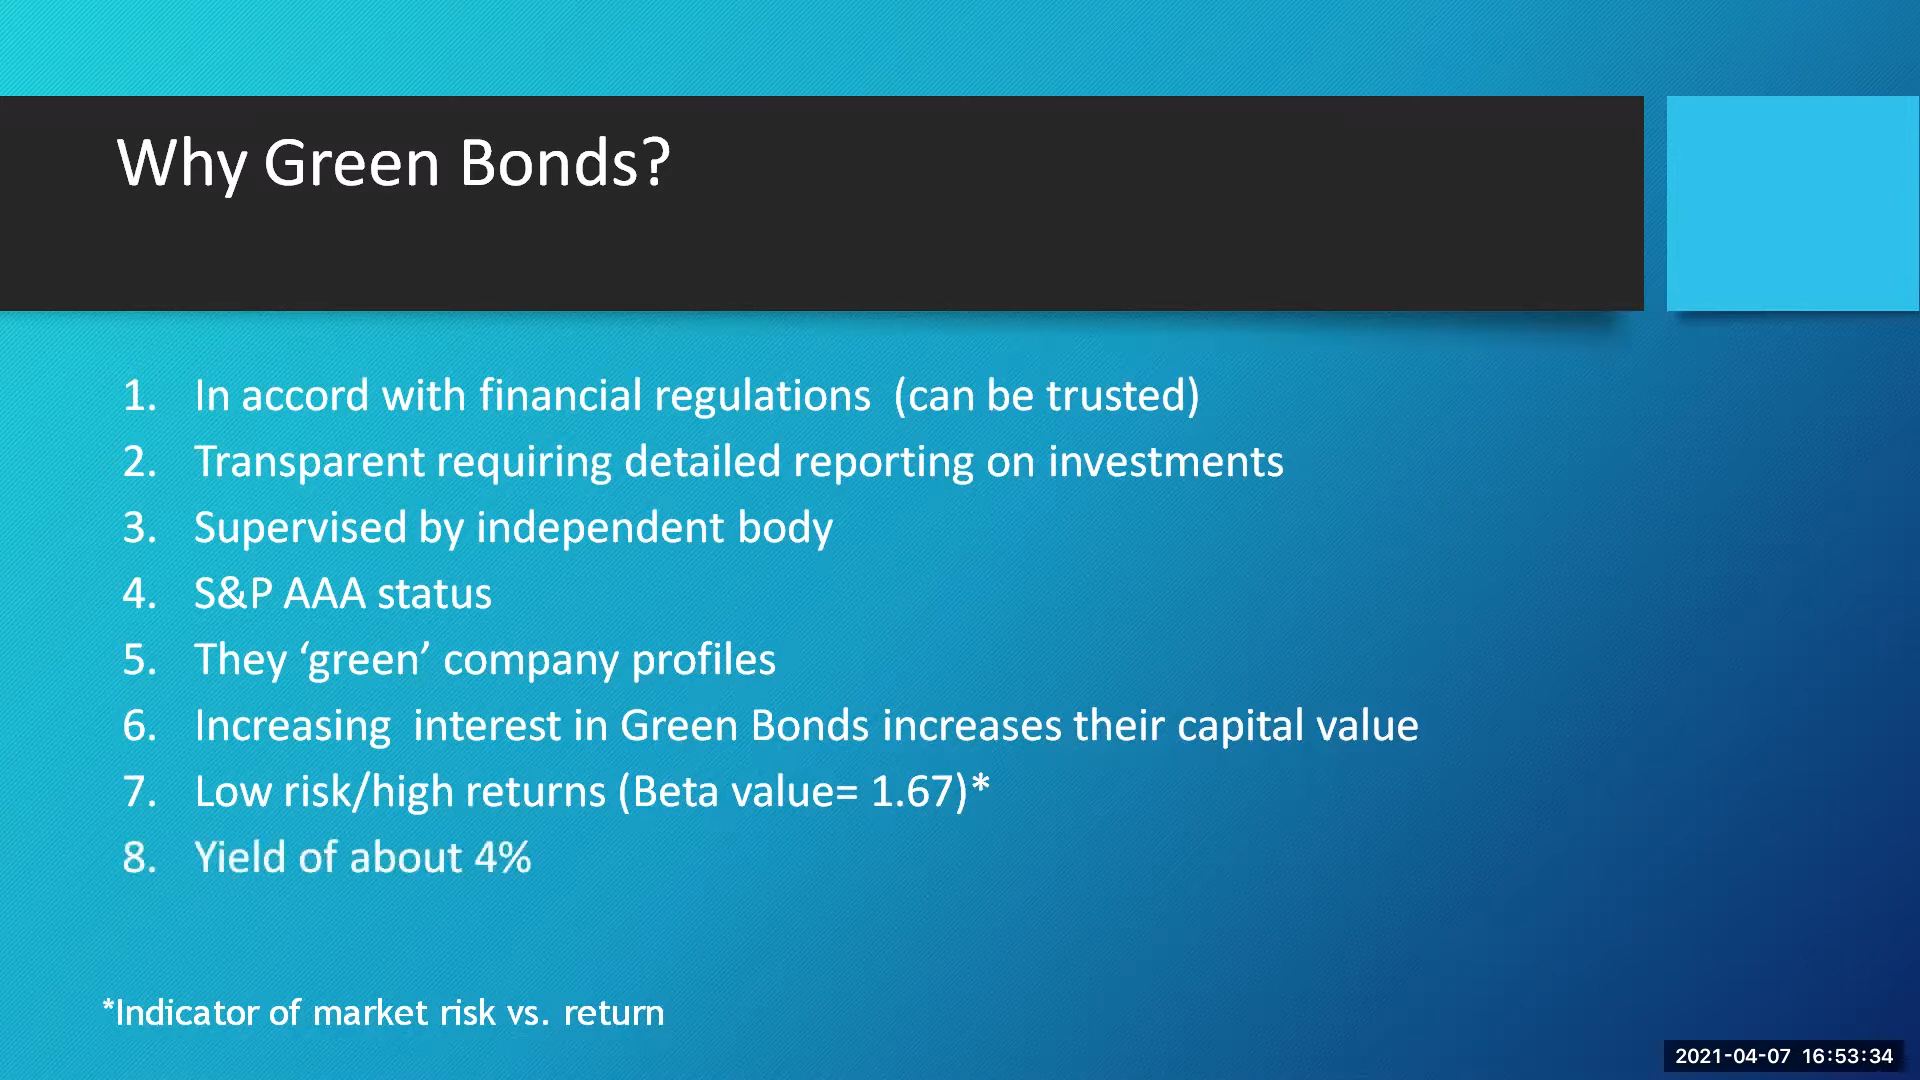 Why Green Bonds?
1. In accord with financial regulations  (can be trusted)
2. Transparent requiring detailed reporting on investments
3. Supervised by independent body
4. S&P AAA status
5. They ‘green’ company profiles
6. Increasing  interest in Green Bonds increases their capital value
7. Low risk/high returns (Beta value= 1.67)*
8. Yield of about 4%
*Indicator of market risk vs. return
2021-04-07 16:53:34